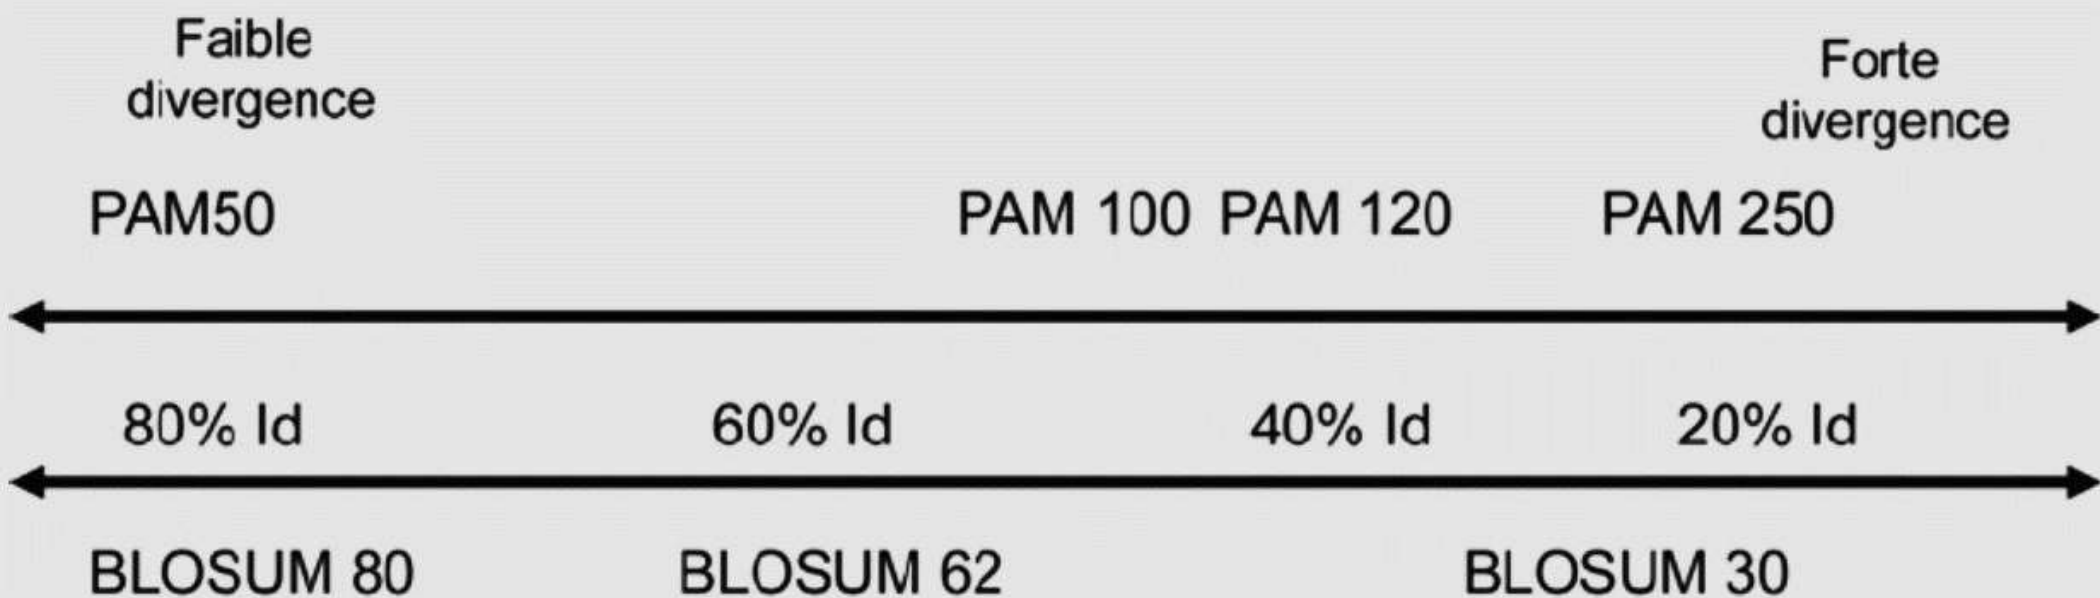 Faible
divergence
Forte
divergence
PAM50 PAM 100 PAM 120 PAM 250
80% Id 60% Id 40% Id 20% Id
BLOSUM 80 BLOSUM 62 BLOSUM 30